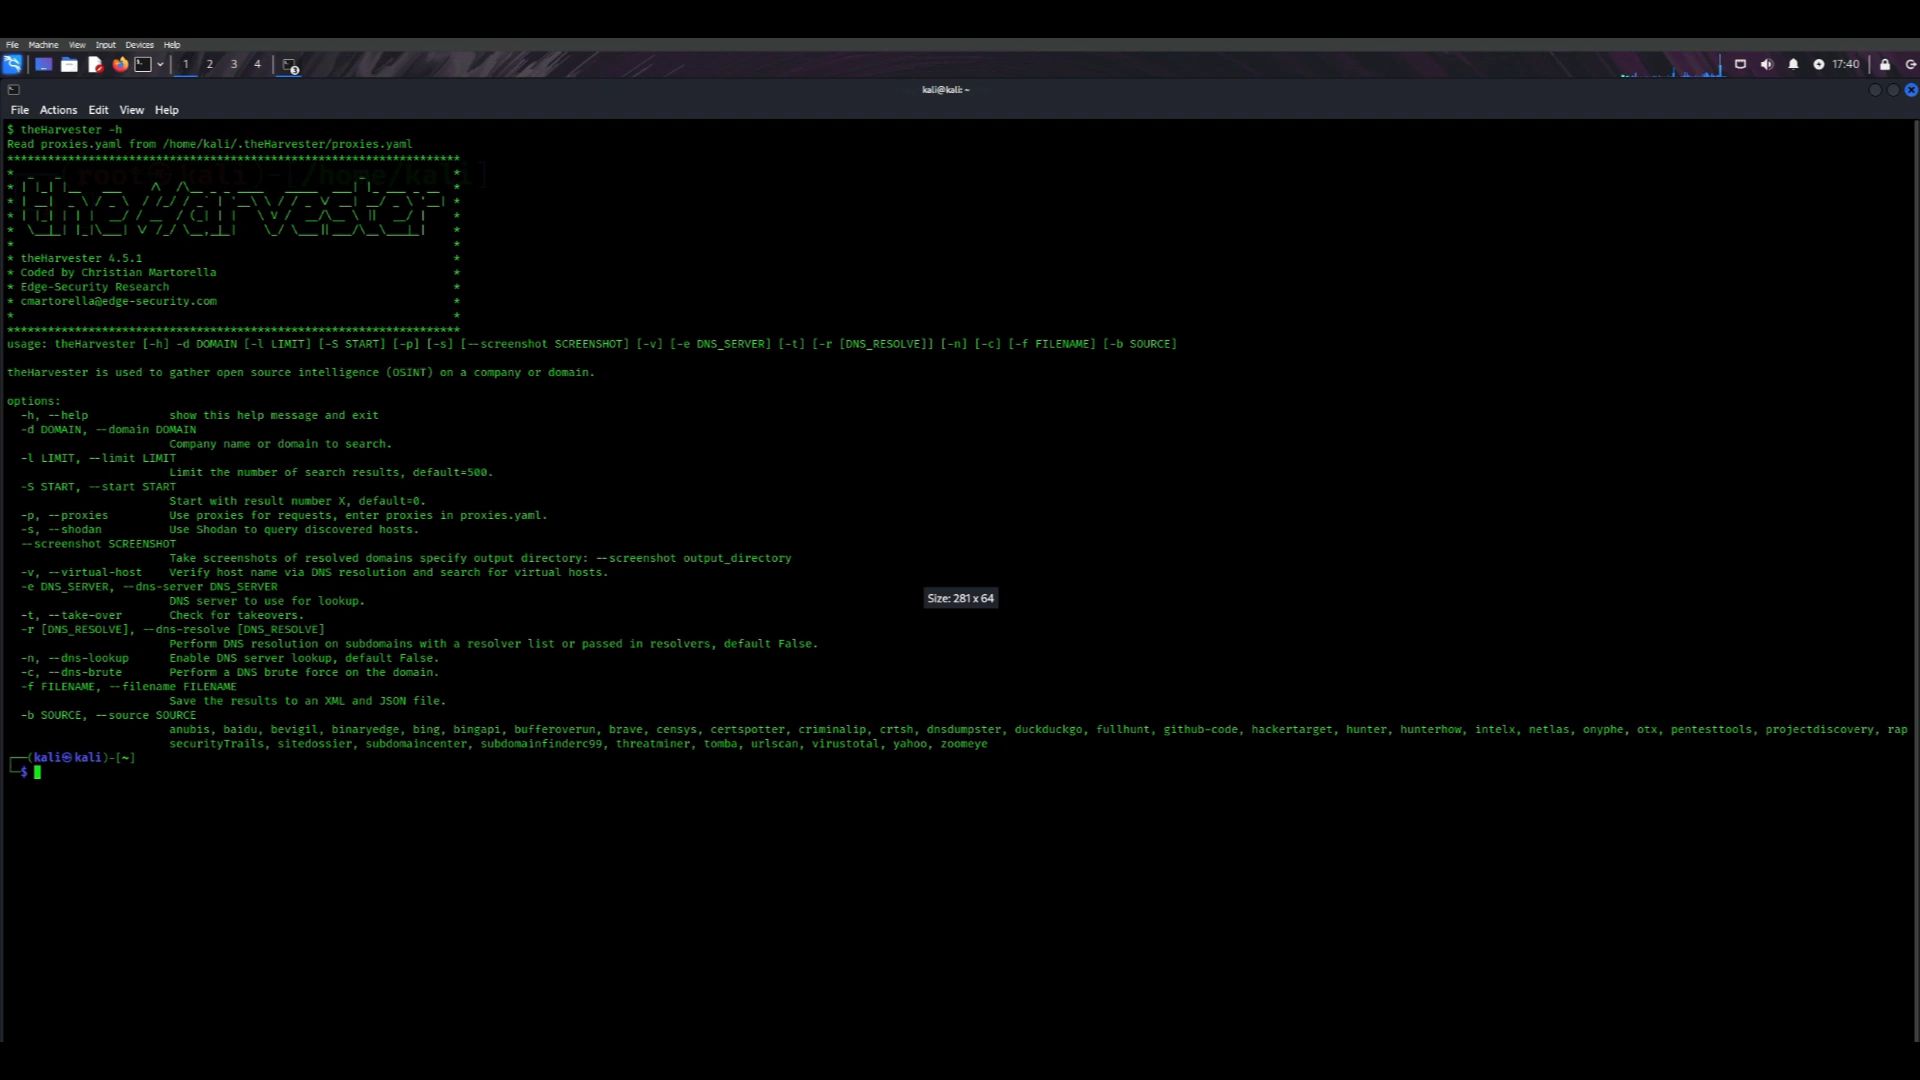 File Machine View Input Devices Help
1 2 3 4 3 17:40
kali@kali: ~
File Actions Edit View Help
$ theHarvester -h
Read proxies.yaml from /home/kali/.theHarvester/proxies.yaml
*******************************************************************
theHarvester
* theHarvester 4.5.1 *
* Coded by Christian Martorella *
* Edge-Security Research *
* cmartorella@edge-security.com *
* *
*******************************************************************
usage: theHarvester [-h] -d DOMAIN [-l LIMIT] [-S START] [-p] [-s] [--screenshot SCREENSHOT] [-v] [-e DNS_SERVER] [-t] [-r [DNS_RESOLVE]] [-n] [-c] [-f FILENAME] [-b SOURCE]
theHarvester is used to gather open source intelligence (OSINT) on a company or domain.
options:
-h, --help show this help message and exit
-d DOMAIN, --domain DOMAIN
Company name or domain to search.
-l LIMIT, --limit LIMIT
Limit the number of search results, default=500.
-S START, --start START
Start with result number X, default=0.
-p, --proxies Use proxies for requests, enter proxies in proxies.yaml.
-s, --shodan Use Shodan to query discovered hosts.
--screenshot SCREENSHOT
Take screenshots of resolved domains specify output directory: --screenshot output_directory
-v, --virtual-host Verify host name via DNS resolution and search for virtual hosts.
-e DNS_SERVER, --dns-server DNS_SERVER
DNS server to use for lookup.
Size: 281 x 64
-t, --take-over Check for takeovers.
-r [DNS_RESOLVE], --dns-resolve [DNS_RESOLVE]
Perform DNS resolution on subdomains with a resolver list or passed in resolvers, default False.
-n, --dns-lookup Enable DNS server lookup, default False.
-c, --dns-brute Perform a DNS brute force on the domain.
-f FILENAME, --filename FILENAME
Save the results to an XML and JSON file.
-b SOURCE, --source SOURCE
anubis, baidu, bevigil, binaryedge, bing, bingapi, bufferoverun, brave, censys, certspotter, criminalip, crtsh, dnsdumpster, duckduckgo, fullhunt, github-code, hackertarget, hunter, hunterhow, intelx, netlas, onyphe, otx, pentesttools, projectdiscovery, rap
securityTrails, sitedossier, subdomaincenter, subdomainfinderc99, threatminer, tomba, urlscan, virustotal, yahoo, zoomeye
┌──(kali㉿kali)-[~]
└─$